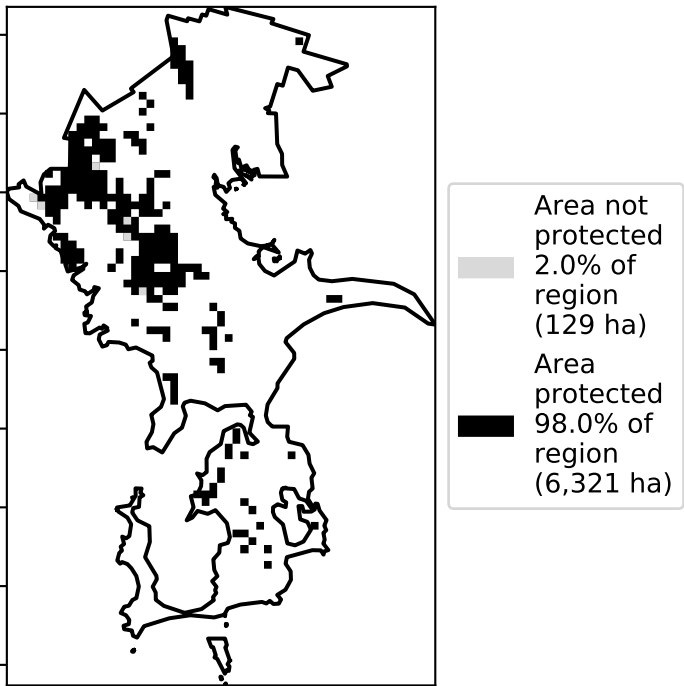 Area not
protected
2.0% of
region
(129 ha)
Area
protected
98.0% of
region
(6,321 ha)